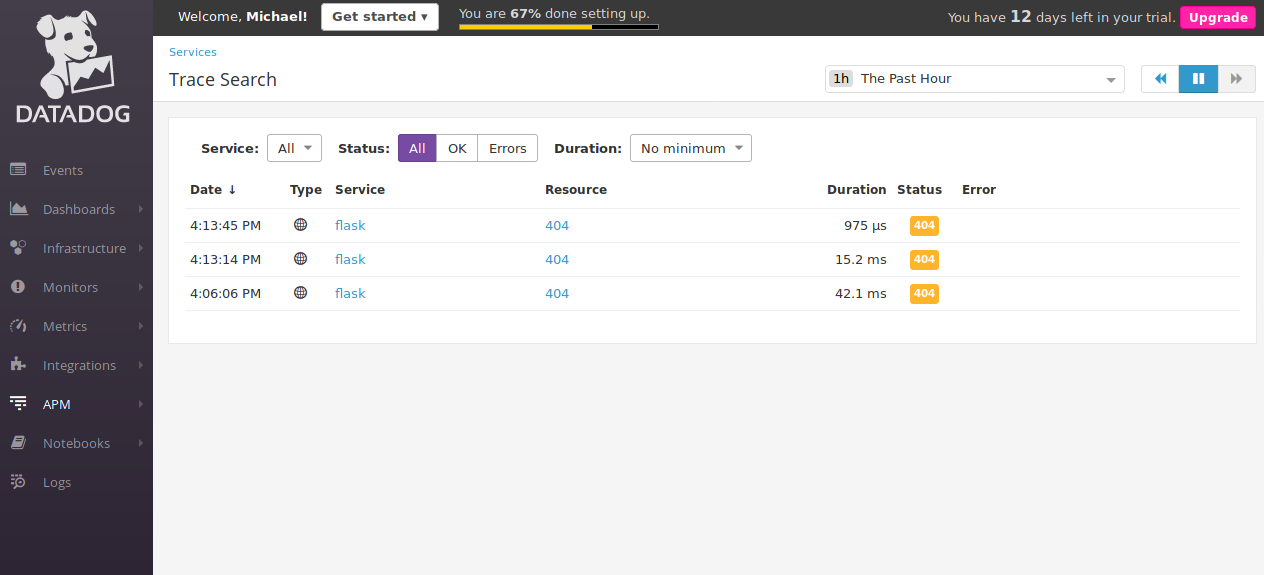 DATADOG
Events
Dashboards
Infrastructure
Monitors
Metrics
Integrations
APM
Notebooks
Logs
Welcome, Michael! Get started ▾ You are 67% done setting up. You have 12 days left in your trial. Upgrade
Services
Trace Search 1h The Past Hour
Service: All Status: All OK Errors Duration: No minimum
Date ↓ Type Service Resource Duration Status Error
4:13:45 PM flask 404 975 µs 404
4:13:14 PM flask 404 15.2 ms 404
4:06:06 PM flask 404 42.1 ms 404